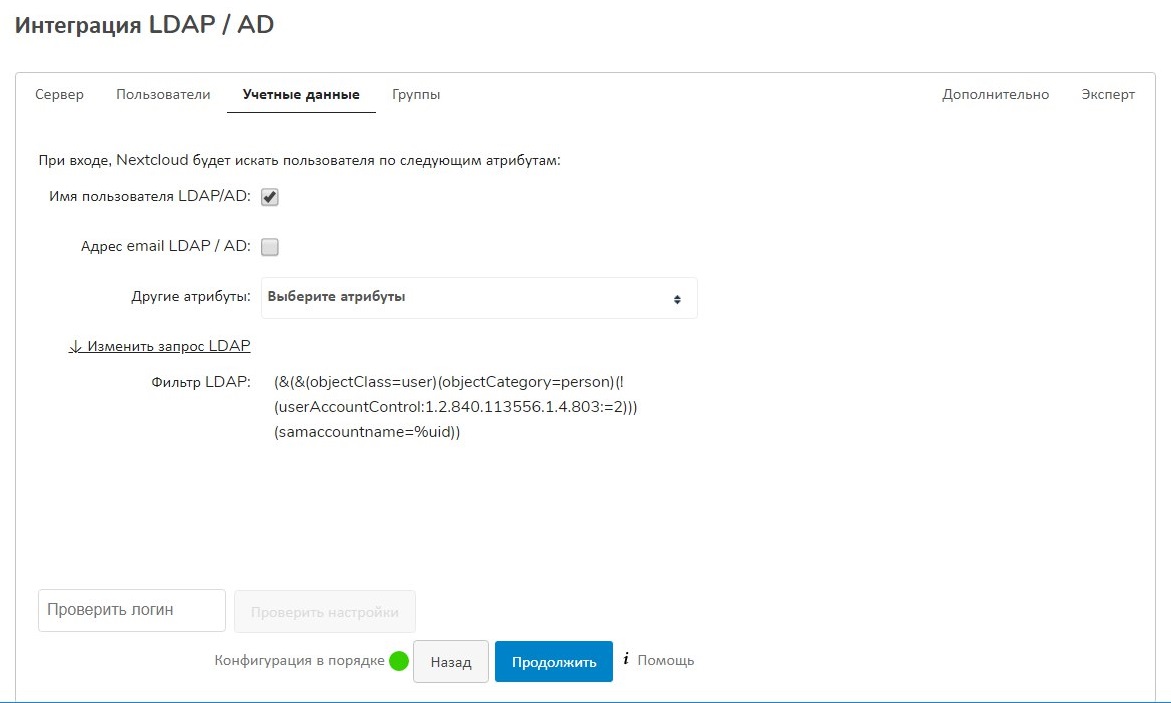 Интеграция LDAP / AD
Сервер Пользователи Учетные данные Группы Дополнительно Эксперт
При входе, Nextcloud будет искать пользователя по следующим атрибутам:
Имя пользователя LDAP/AD:
Адрес email LDAP / AD:
Другие атрибуты: Выберите атрибуты
↓ Изменить запрос LDAP
Фильтр LDAP: (&(&(objectClass=user)(objectCategory=person)(!
(userAccountControl:1.2.840.113556.1.4.803:=2)))
(samaccountname=%uid))
Проверить логин Проверить настройки
Конфигурация в порядке Назад Продолжить i Помощь